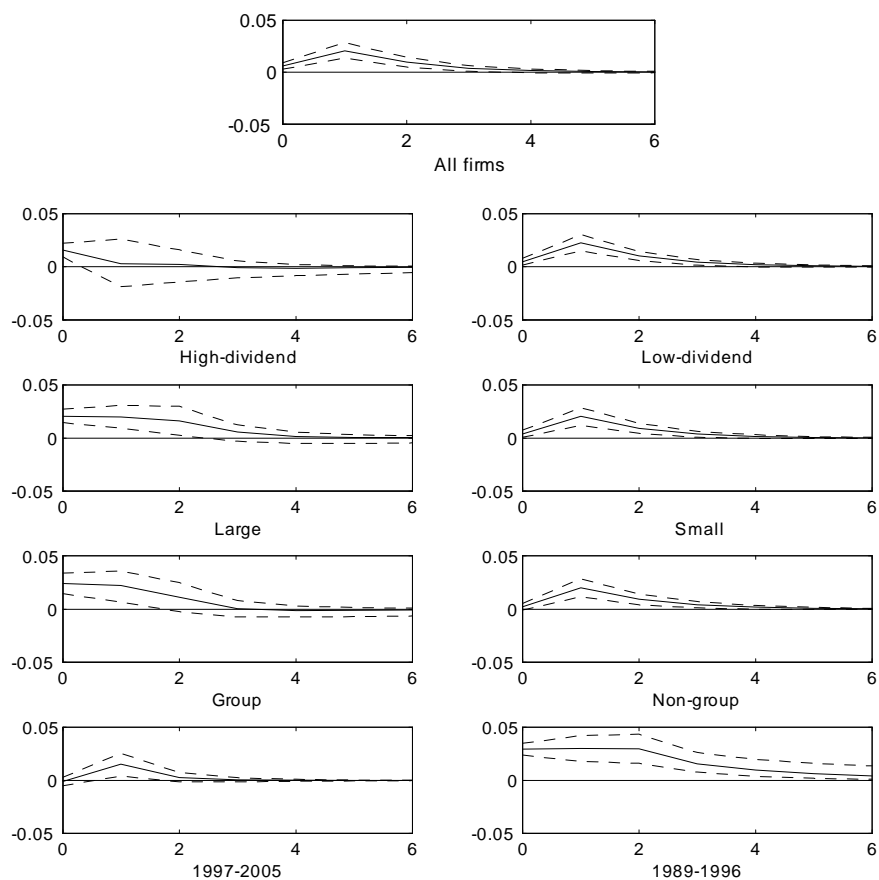 0.05
0
-0.05
0 2 4 6
All firms
0.05 0.05
0 0
-0.05 -0.05
0 2 4 6 0 2 4 6
High-dividend Low-dividend
0.05 0.05
0 0
-0.05 -0.05
0 2 4 6 0 2 4 6
Large Small
0.05 0.05
0 0
-0.05 -0.05
0 2 4 6 0 2 4 6
Group Non-group
0.05 0.05
0 0
-0.05 -0.05
0 2 4 6 0 2 4 6
1997-2005 1989-1996